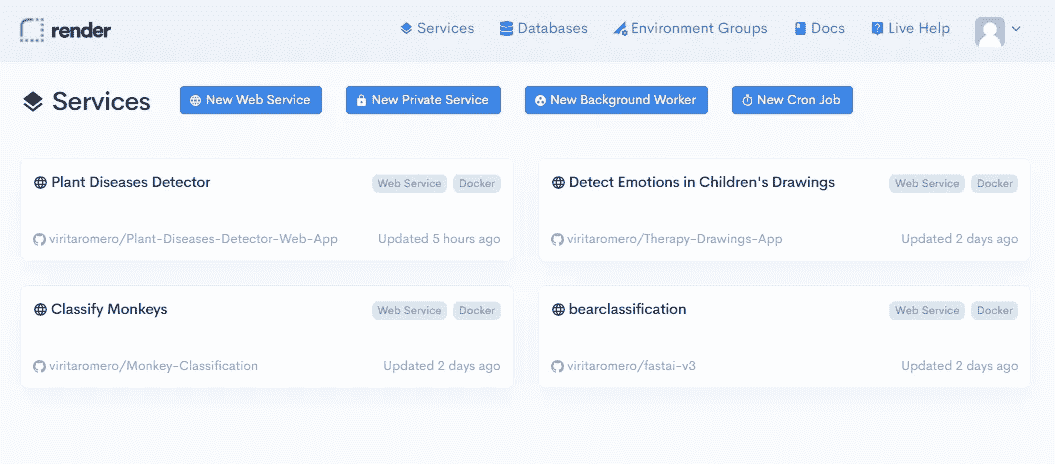 render Services Databases Environment Groups Docs Live Help
Services New Web Service New Private Service New Background Worker New Cron Job
Plant Diseases Detector Web Service Docker
viritaromero/Plant-Diseases-Detector-Web-App Updated 5 hours ago
Detect Emotions in Children's Drawings Web Service Docker
viritaromero/Therapy-Drawings-App Updated 2 days ago
Classify Monkeys Web Service Docker
viritaromero/Monkey-Classification Updated 2 days ago
bearclassification Web Service Docker
viritaromero/fastai-v3 Updated 2 days ago